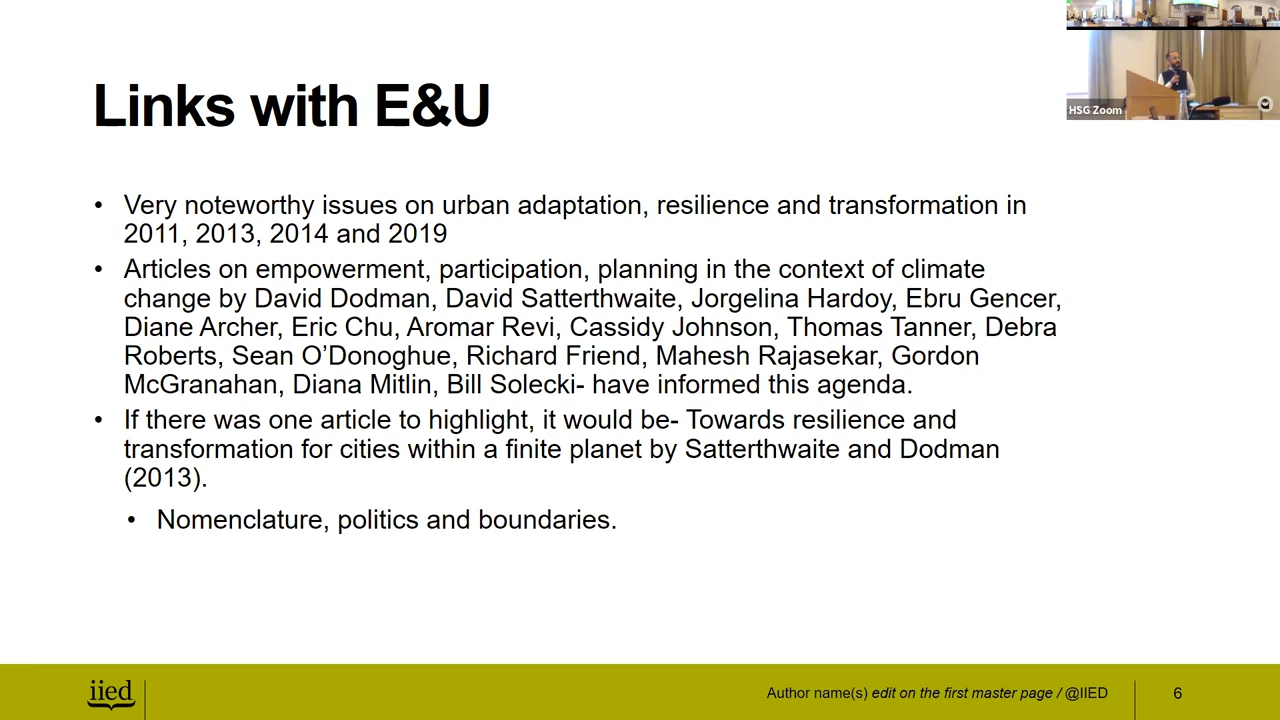 HSG Zoom
Links with E&U
• Very noteworthy issues on urban adaptation, resilience and transformation in
2011, 2013, 2014 and 2019
• Articles on empowerment, participation, planning in the context of climate
change by David Dodman, David Satterthwaite, Jorgelina Hardoy, Ebru Gencer,
Diane Archer, Eric Chu, Aromar Revi, Cassidy Johnson, Thomas Tanner, Debra
Roberts, Sean O’Donoghue, Richard Friend, Mahesh Rajasekar, Gordon
McGranahan, Diana Mitlin, Bill Solecki- have informed this agenda.
• If there was one article to highlight, it would be- Towards resilience and
transformation for cities within a finite planet by Satterthwaite and Dodman
(2013).
• Nomenclature, politics and boundaries.
iied
Author name(s) edit on the first master page / @IIED
6